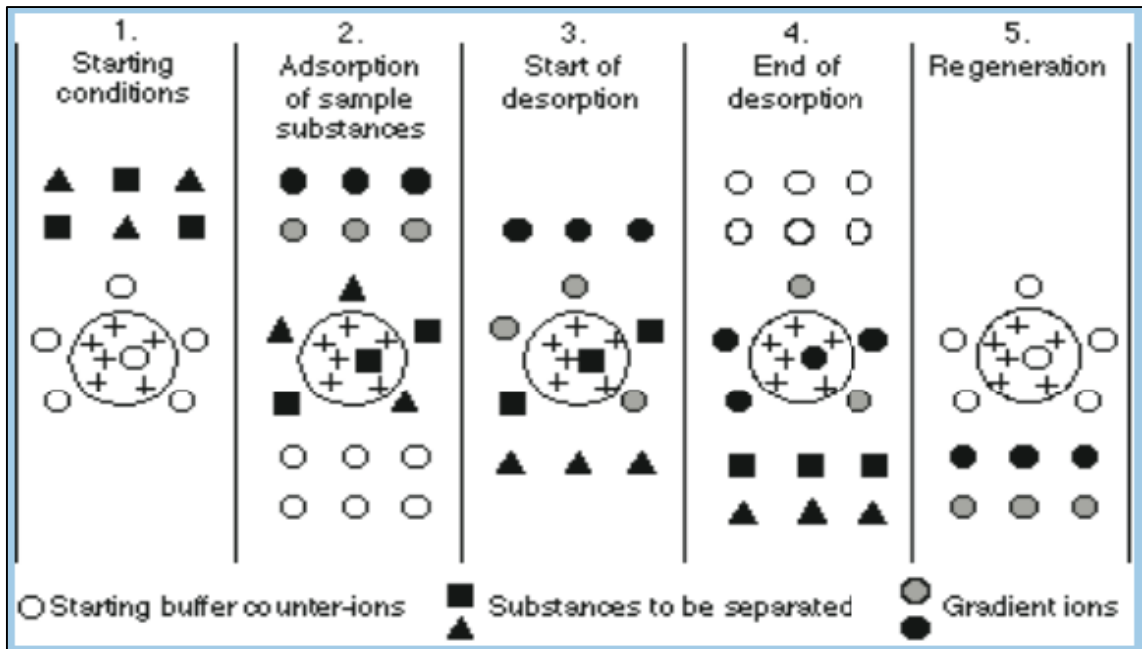 1.
Starting
conditions
2.
Adsorption
of sample
substances
3.
Start of
desorption
4.
End of
desorption
5.
Regeneration
Starting buffer counter-ions
Substances to be separated
Gradient ions